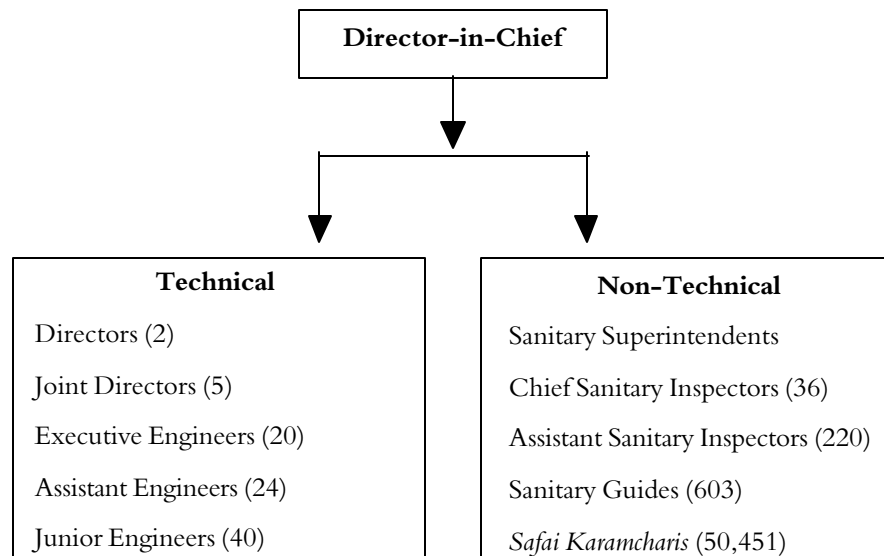 Director-in-Chief
Technical
Directors (2)
Joint Directors (5)
Executive Engineers (20)
Assistant Engineers (24)
Junior Engineers (40)
Non-Technical
Sanitary Superintendents
Chief Sanitary Inspectors (36)
Assistant Sanitary Inspectors (220)
Sanitary Guides (603)
Safai Karamcharis (50,451)